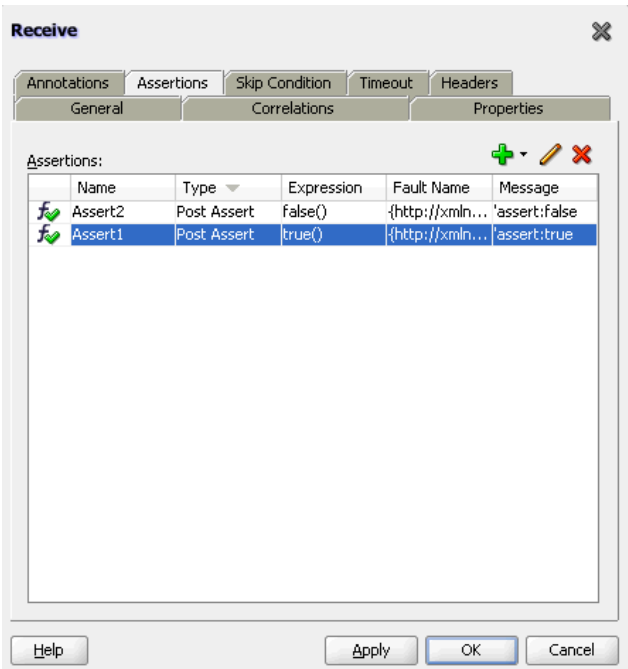 Receive
Annotations Assertions Skip Condition Timeout Headers
General Correlations Properties
Assertions:
Name Type Expression Fault Name Message
Assert2 Post Assert false() {http://xmln... 'assert:false
Assert1 Post Assert true() {http://xmln... 'assert:true
Help Apply OK Cancel